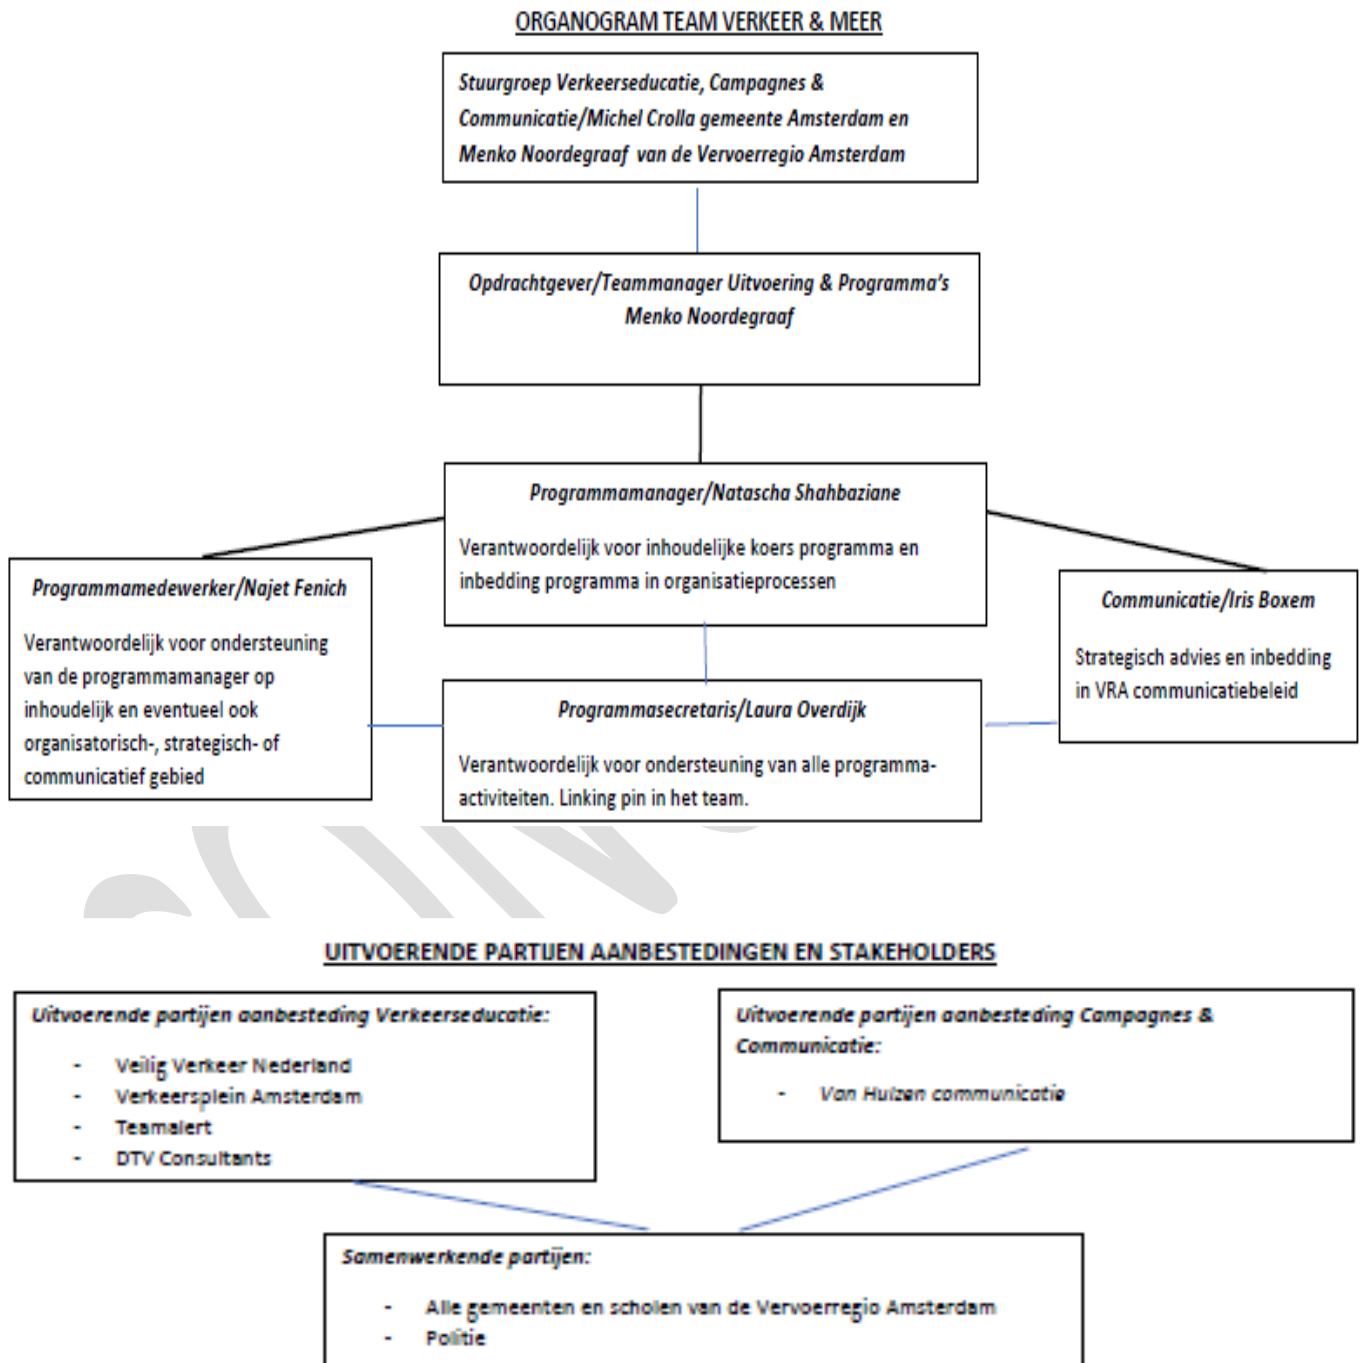 ORGANOGRAM TEAM VERKEER & MEER
Stuurgroep Verkeerseducatie, Campagnes &
Communicatie/Michel Crolla gemeente Amsterdam en
Menko Noordegraaf van de Vervoerregio Amsterdam
Opdrachtgever/Teammanager Uitvoering & Programma's
Menko Noordegraaf
Programmamanager/Natascha Shahbaziane
Verantwoordelijk voor inhoudelijke koers programma en
inbedding programma in organisatieprocessen
Programmamedewerker/Najet Fenich
Verantwoordelijk voor ondersteuning
van de programmamanager op
inhoudelijk en eventueel ook
organisatorisch-, strategisch- of
communicatief gebied
Communicatie/Iris Boxem
Strategisch advies en inbedding
in VRA communicatiebeleid
Programmasecretaris/Laura Overdijk
Verantwoordelijk voor ondersteuning van alle programma-
activiteiten. Linking pin in het team.
UITVOERENDE PARTIJEN AANBESTEDINGEN EN STAKEHOLDERS
Uitvoerende partijen aanbesteding Verkeerseducatie:
- Veilig Verkeer Nederland
- Verkeersplein Amsterdam
- Teamalert
- DTV Consultants
Uitvoerende partijen aanbesteding Campagnes &
Communicatie:
- Van Hulzen communicatie
Samenwerkende partijen:
- Alle gemeenten en scholen van de Vervoerregio Amsterdam
- Politie